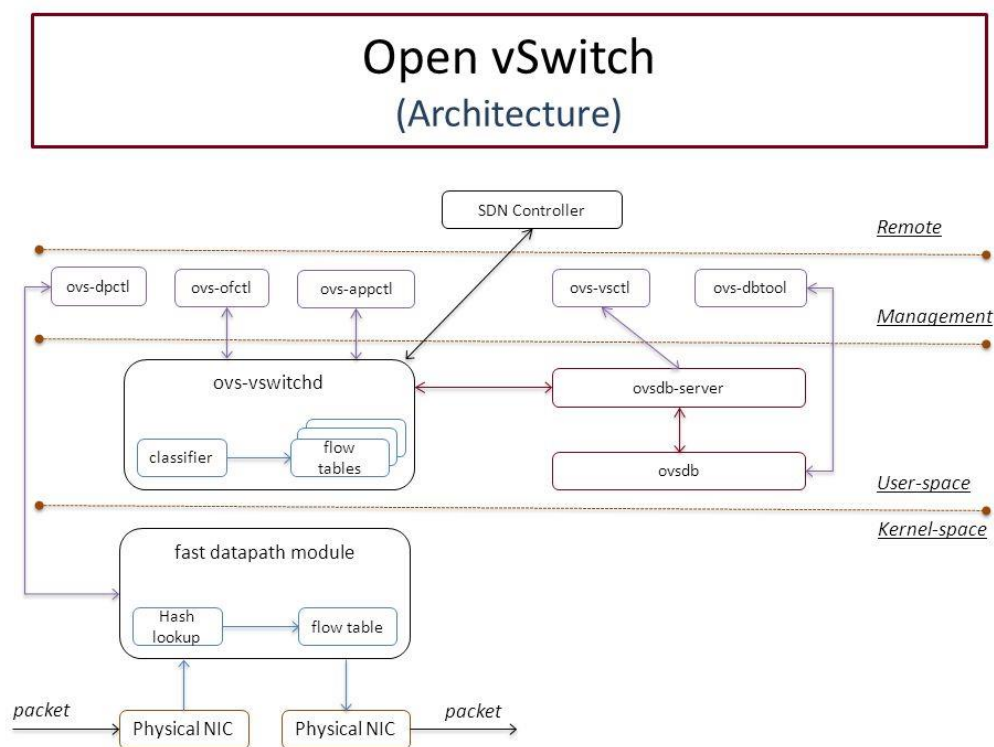 Open vSwitch
(Architecture)
SDN Controller
Remote
ovs-dpctl
ovs-ofctl
ovs-appctl
ovs-vsctl
ovs-dbtool
Management
ovs-vswitchd
ovsdb-server
classifier
flow
tables
ovsdb
User-space
Kernel-space
fast datapath module
Hash
lookup
flow table
packet
Physical NIC
Physical NIC
packet